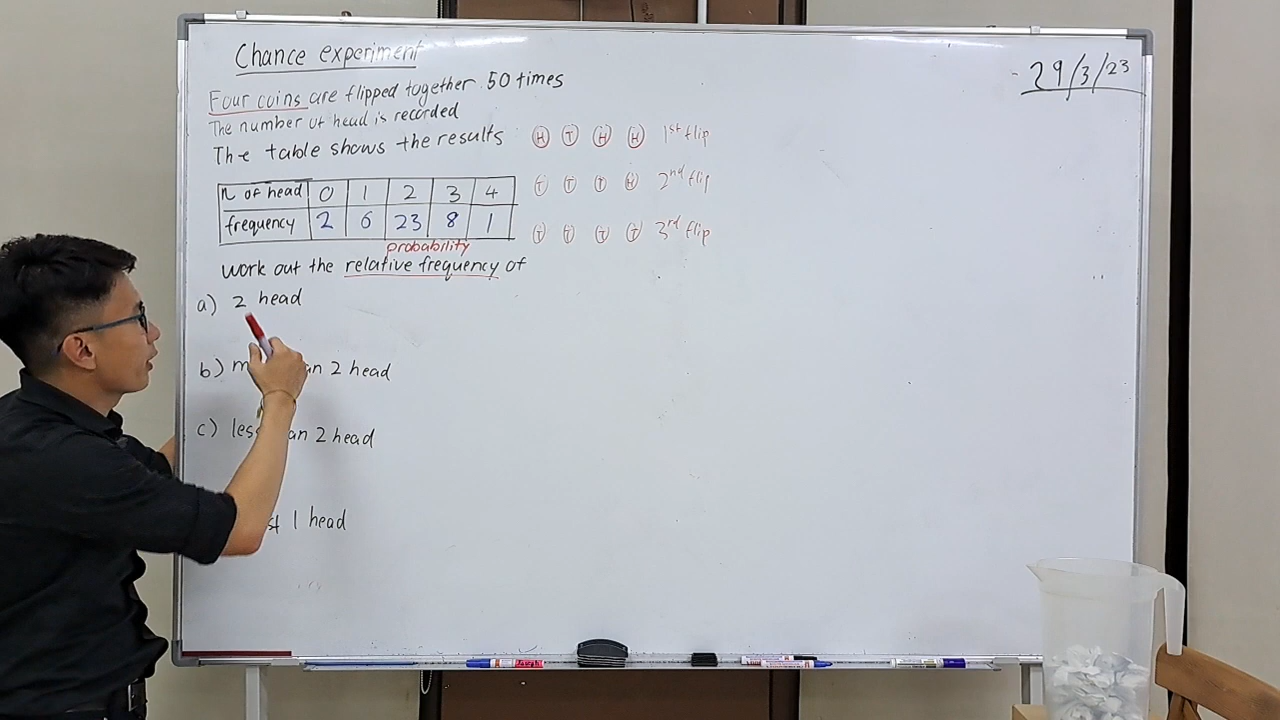 Chance experiment
29/3/23
Four coins are flipped together 50 times
The number of head is recorded
The table shows the results
H T H H 1st flip
T T T H 2nd flip
T T T T 3rd flip
n of head 0 1 2 3 4
frequency 2 6 23 8 1
probability
Work out the relative frequency of
a) 2 head
b) m an 2 head
c) les an 2 head
st 1 head